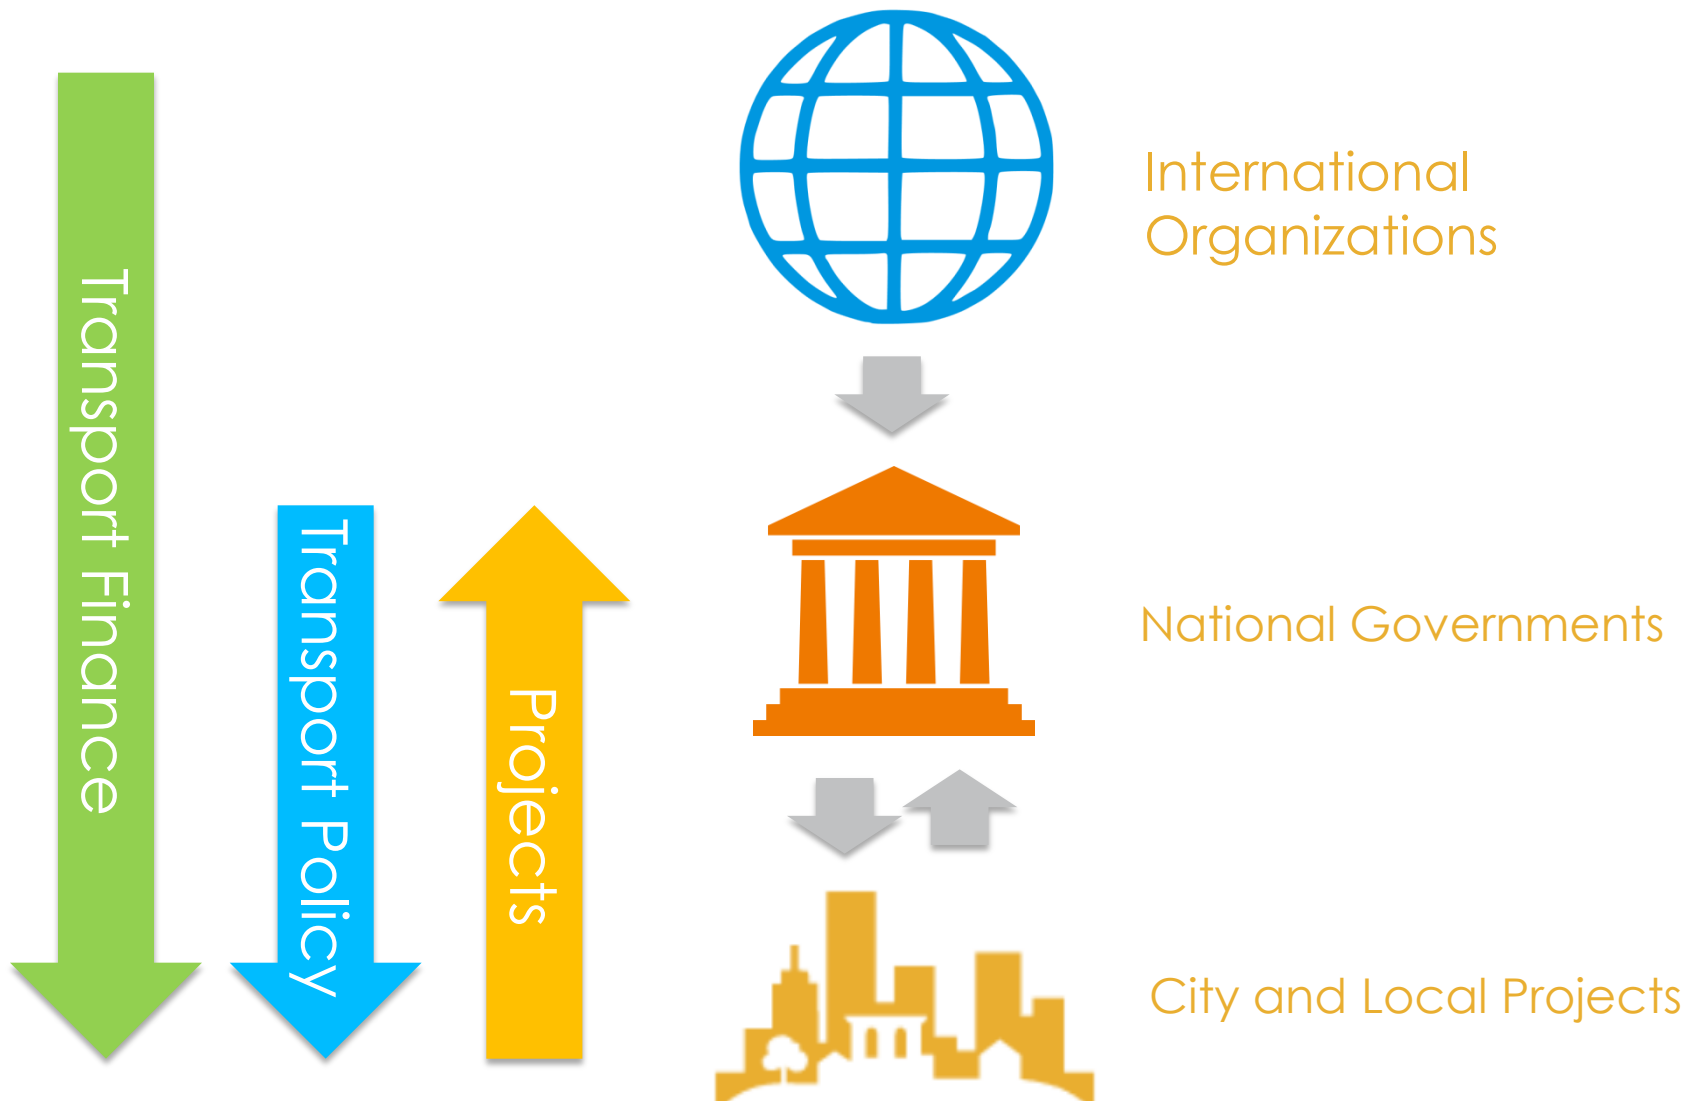 Transport Finance
Transport Policy
Projects
International
Organizations
National Governments
City and Local Projects